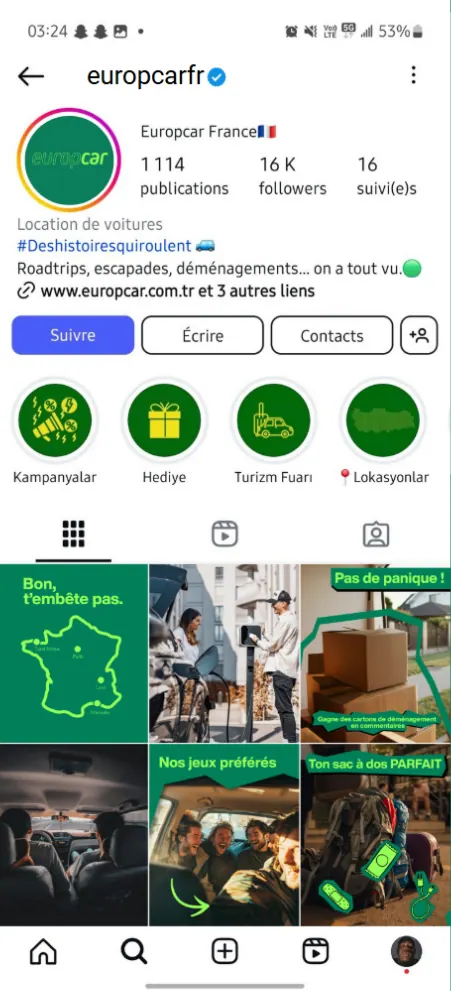 03:24
Vo))
LTE
5G
53%
europcarfr
europcar
Europcar France
1 114
16 K
16
publications
followers
suivi(e)s
Location de voitures
#Deshistoiresquiroulent
Roadtrips, escapades, déménagements... on a tout vu.
www.europcar.com.tr et 3 autres liens
Suivre
Écrire
Contacts
Kampanyalar
Hediye
Turizm Fuarı
Lokasyonlar
Bon,
t'embête pas.
Paris
Pas de panique !
Gagne des cartons de déménagement
en commentaires
Nos jeux préférés
Ton sac à dos PARFAIT